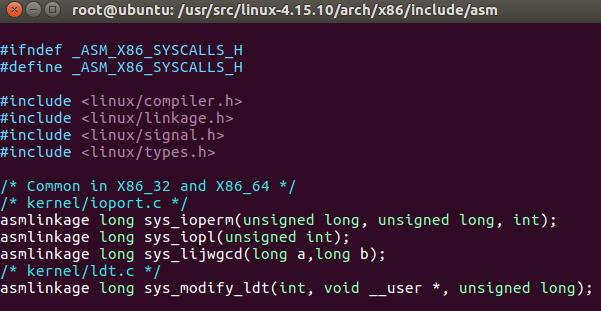 root@ubuntu: /usr/src/linux-4.15.10/arch/x86/include/asm
#ifndef _ASM_X86_SYSCALLS_H
#define _ASM_X86_SYSCALLS_H
#include <linux/compiler.h>
#include <linux/linkage.h>
#include <linux/signal.h>
#include <linux/types.h>
/* Common in X86_32 and X86_64 */
/* kernel/ioport.c */
asmlinkage long sys_ioperm(unsigned long, unsigned long, int);
asmlinkage long sys_iopl(unsigned int);
asmlinkage long sys_lijwgcd(long a,long b);
/* kernel/ldt.c */
asmlinkage long sys_modify_ldt(int, void __user *, unsigned long);